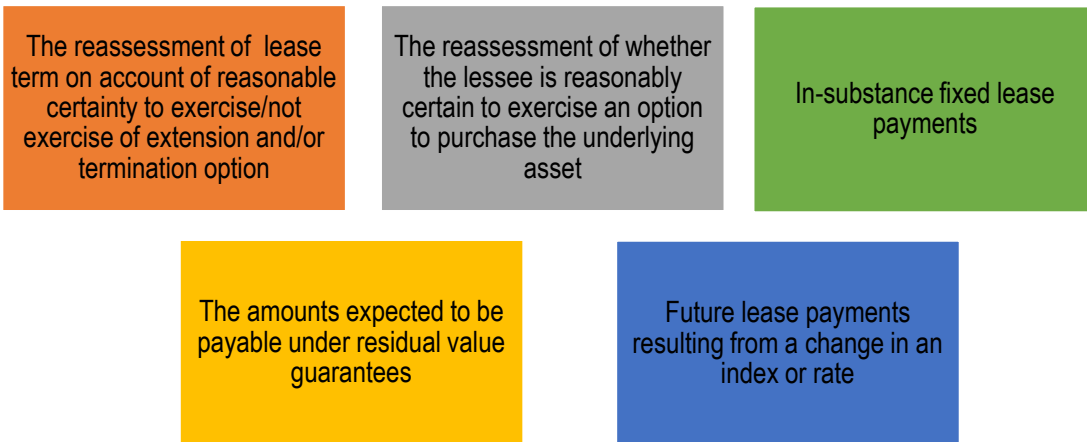 The reassessment of lease
term on account of reasonable
certainty to exercise/not
exercise of extension and/or
termination option
The reassessment of whether
the lessee is reasonably
certain to exercise an option
to purchase the underlying
asset
In-substance fixed lease
payments
The amounts expected to be
payable under residual value
guarantees
Future lease payments
resulting from a change in an
index or rate